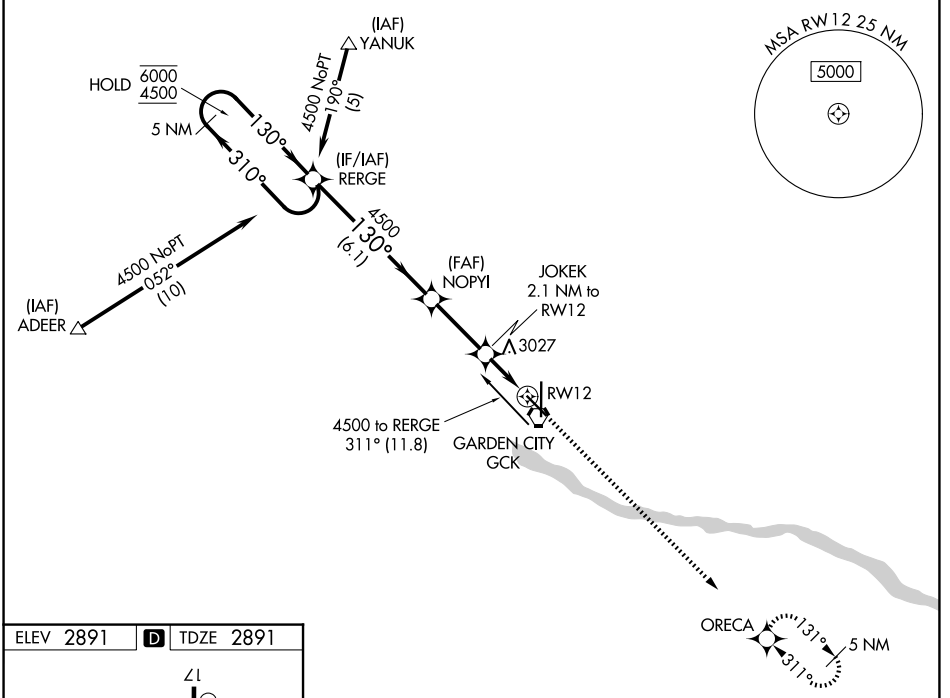 (IAF)
YANUK
HOLD
6000
4500
5 NM
130°
310°
4500 NoPT
190°
(5)
(IF/IAF)
RERGE
MSA RW12 25 NM
5000
4500 NoPT
052°
(10)
(IAF)
ADEER
4500
130°
(6.1)
(FAF)
NOPYI
JOKEK
2.1 NM to
RW12
3027
RW12
4500 to RERGE
311° (11.8)
GARDEN CITY
GCK
ORECA
131°
311°
5 NM
ELEV 2891
D
TDZE 2891
17